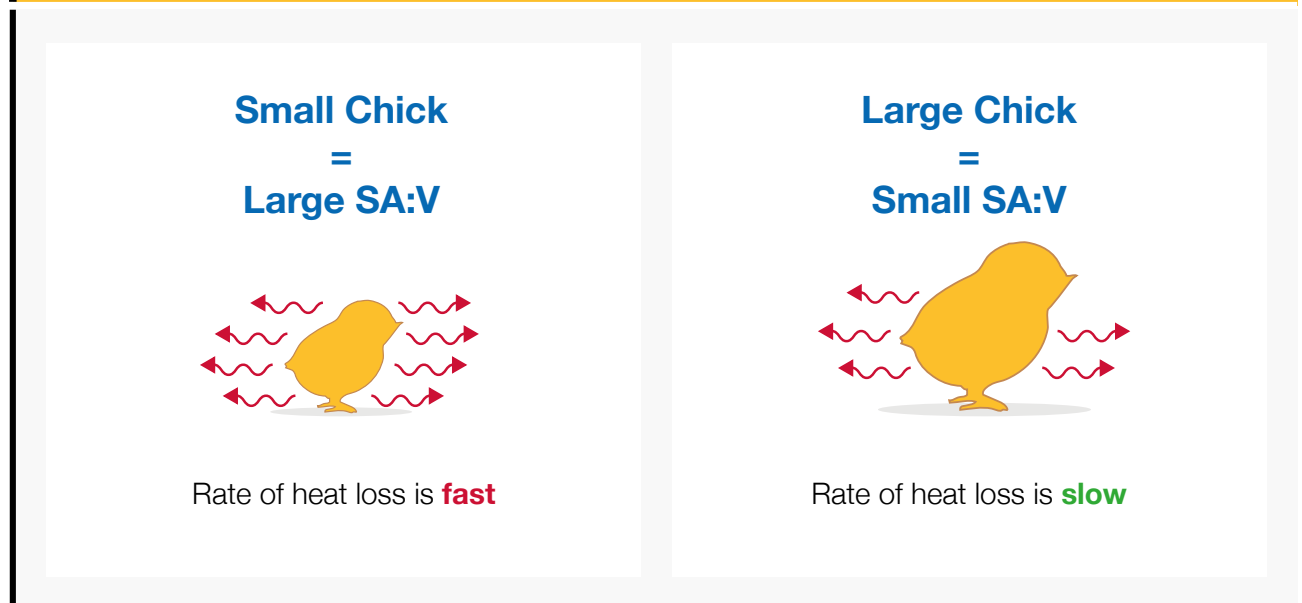 Small Chick
=
Large SA:V
Rate of heat loss is fast
Large Chick
=
Small SA:V
Rate of heat loss is slow